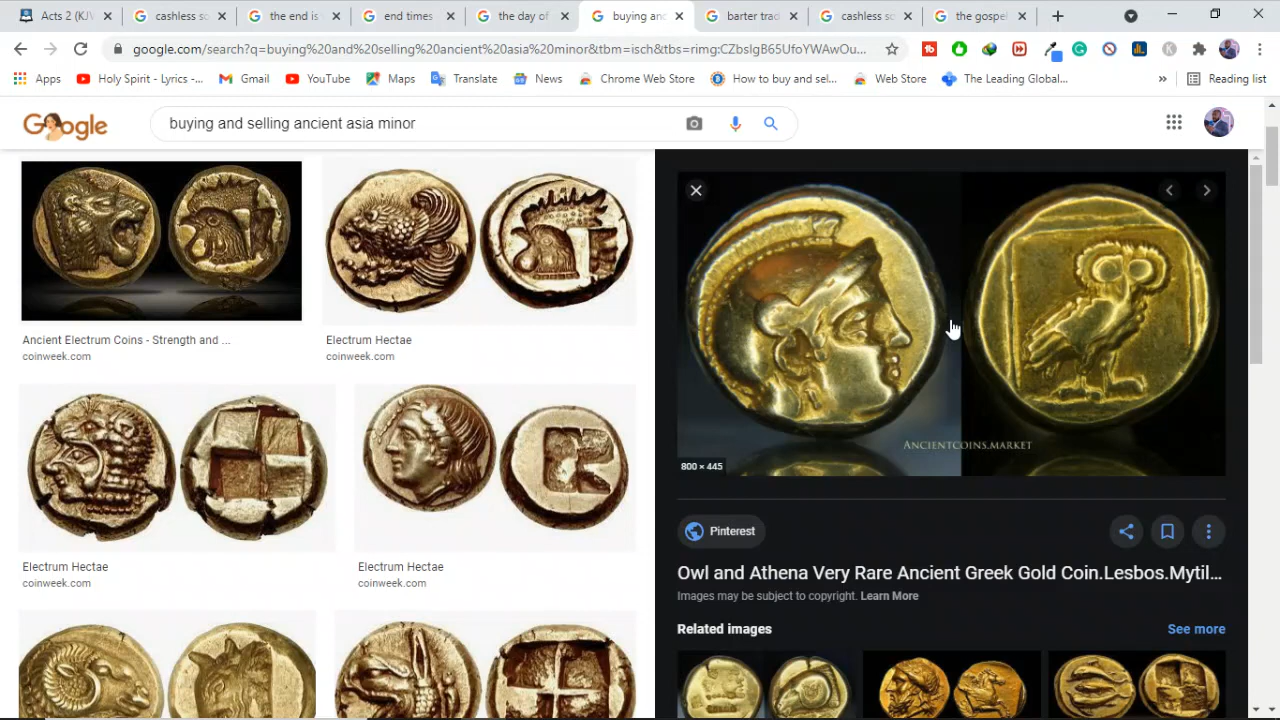 Acts 2 (KJV
cashless so
the end is
end times
the day of
buying and
barter trad
cashless so
the gospel
google.com/search?q=buying%20and%20selling%20ancient%20asia%20minor&tbm=isch&tbs=rimg:CZbsIgB65UfoYWAwOu...
Apps
Holy Spirit - Lyrics -...
Gmail
YouTube
Maps
Translate
News
Chrome Web Store
How to buy and sel...
Web Store
The Leading Global...
»
Reading list
Google
buying and selling ancient asia minor
Ancient Electrum Coins - Strength and ...
coinweek.com
Electrum Hectae
coinweek.com
Electrum Hectae
coinweek.com
Electrum Hectae
coinweek.com
Ancientcoins.market
800 × 445
Pinterest
Owl and Athena Very Rare Ancient Greek Gold Coin.Lesbos.Mytil...
Images may be subject to copyright. Learn More
Related images
See more